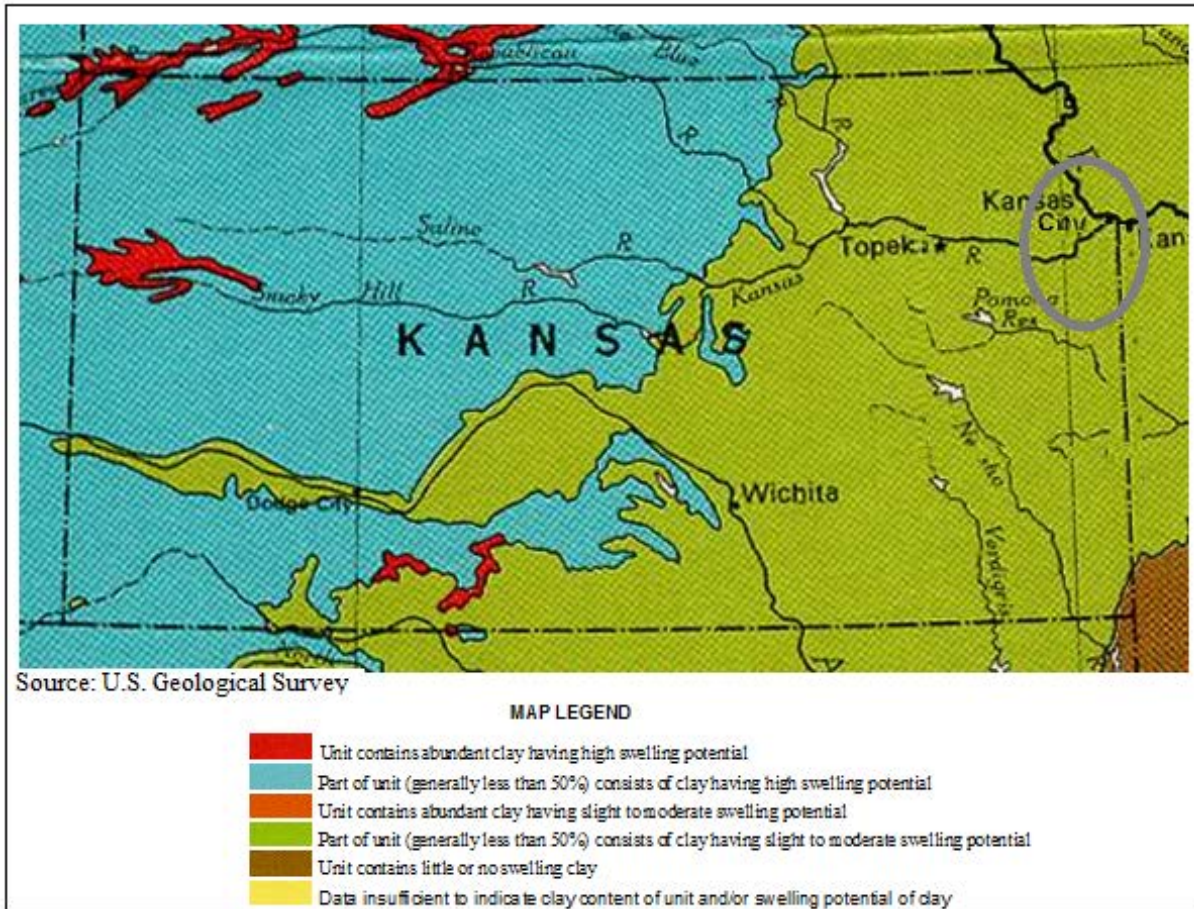 Republican
Blue
R
R
R
Kansas
City
Kan
Saline
R
Topeka
R
Smoky Hill R
Kansas
Pomona
Res
KANSAS
Ne sho
Dodge City
Wichita
Verdigris
Source: U.S. Geological Survey
MAP LEGEND
Unit contains abundant clay having high swelling potential
Part of unit (generally less than 50%) consists of clay having high swelling potential
Unit contains abundant clay having slight to moderate swelling potential
Part of unit (generally less than 50%) consists of clay having slight to moderate swelling potential
Unit contains little or no swelling clay
Data insufficient to indicate clay content of unit and/or swelling potential of clay